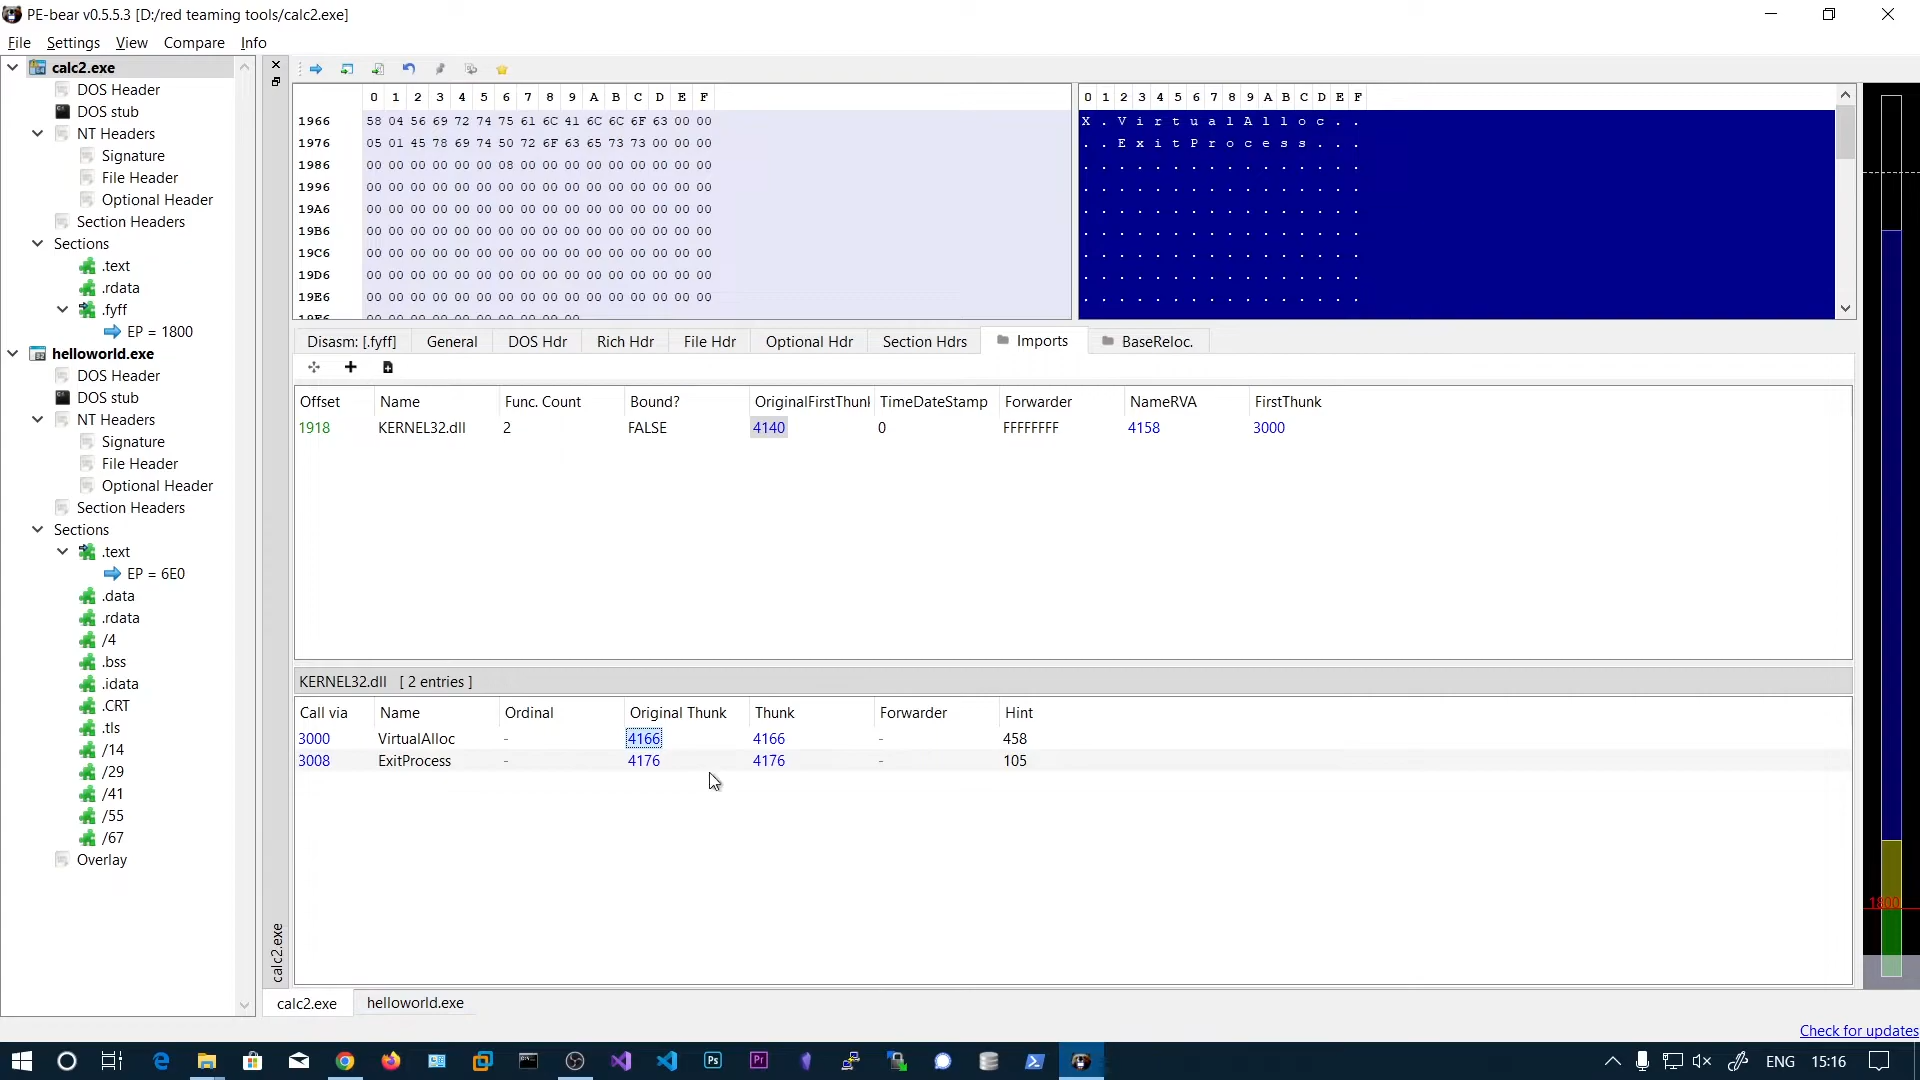 PE-bear v0.5.5.3 [D:/red teaming tools/calc2.exe]
File Settings View Compare Info
calc2.exe
DOS Header
DOS stub
NT Headers
Signature
File Header
Optional Header
Section Headers
Sections
.text
.rdata
.fyff
EP = 1800
helloworld.exe
DOS Header
DOS stub
NT Headers
Signature
File Header
Optional Header
Section Headers
Sections
.text
EP = 6E0
.data
.rdata
/4
.bss
.idata
.CRT
.tls
/14
/29
/41
/55
/67
Overlay
calc2.exe
0 1 2 3 4 5 6 7 8 9 A B C D E F
1966 58 04 56 69 72 74 75 61 6C 41 6C 6C 6F 63 00 00
1976 05 01 45 78 69 74 50 72 6F 63 65 73 73 00 00 00
1986 00 00 00 00 00 00 08 00 00 00 00 00 00 00 00 00
1996 00 00 00 00 00 00 00 00 00 00 00 00 00 00 00 00
19A6 00 00 00 00 00 00 00 00 00 00 00 00 00 00 00 00
19B6 00 00 00 00 00 00 00 00 00 00 00 00 00 00 00 00
19C6 00 00 00 00 00 00 00 00 00 00 00 00 00 00 00 00
19D6 00 00 00 00 00 00 00 00 00 00 00 00 00 00 00 00
19E6 00 00 00 00 00 00 00 00 00 00 00 00 00 00 00 00
0 1 2 3 4 5 6 7 8 9 A B C D E F
X . V i r t u a l A l l o c . .
. . E x i t P r o c e s s . . .
. . . . . . . . . . . . . . . .
. . . . . . . . . . . . . . . .
. . . . . . . . . . . . . . . .
. . . . . . . . . . . . . . . .
. . . . . . . . . . . . . . . .
. . . . . . . . . . . . . . . .
. . . . . . . . . . . . . . . .
Disasm: [.fyff] General DOS Hdr Rich Hdr File Hdr Optional Hdr Section Hdrs Imports BaseReloc.
Offset Name Func. Count Bound? OriginalFirstThunk TimeDateStamp Forwarder NameRVA FirstThunk
1918 KERNEL32.dll 2 FALSE 4140 0 FFFFFFFF 4158 3000
KERNEL32.dll [ 2 entries ]
Call via Name Ordinal Original Thunk Thunk Forwarder Hint
3000 VirtualAlloc - 4166 4166 - 458
3008 ExitProcess - 4176 4176 - 105
1800
calc2.exe helloworld.exe
Check for updates
ENG 15:16